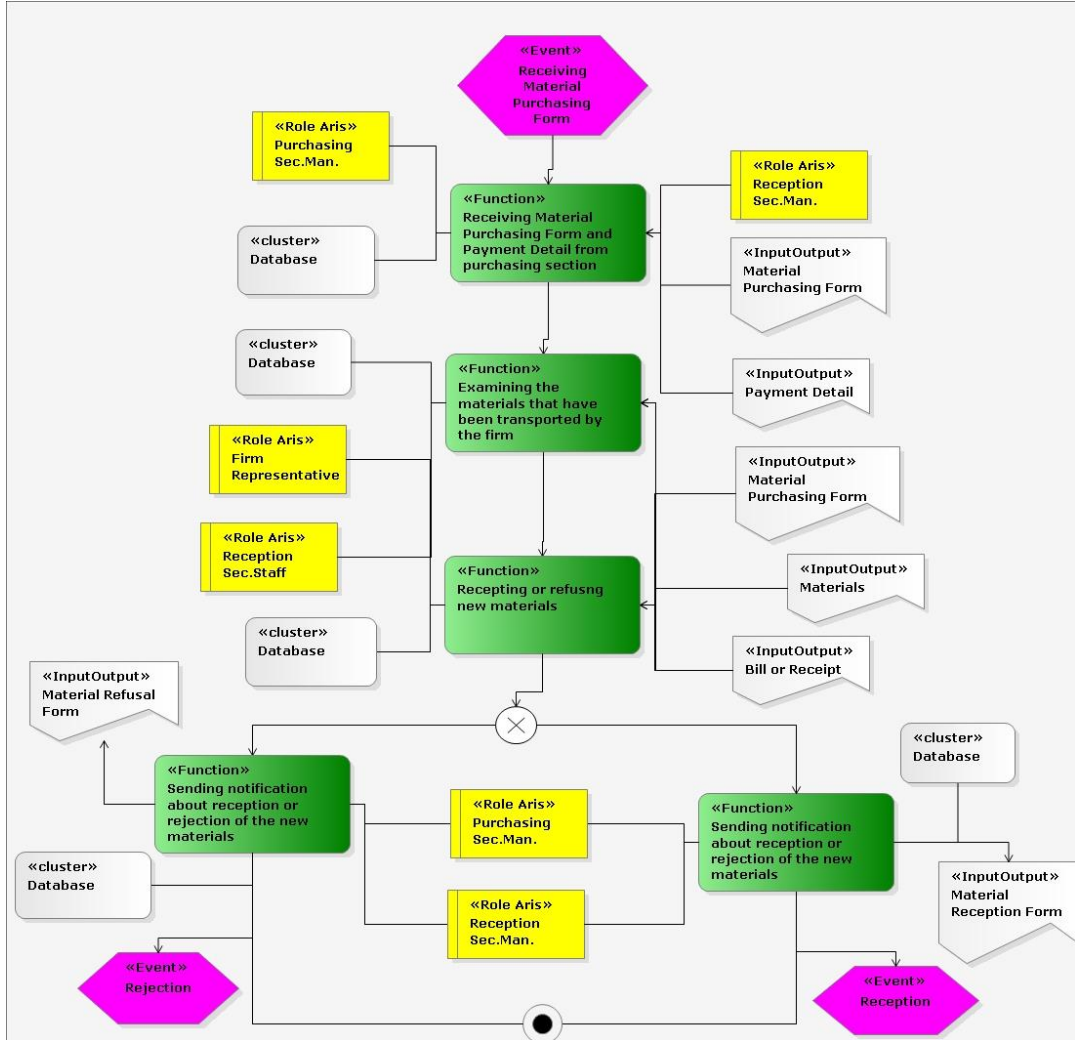 «Event»
Receiving
Material
Purchasing
Form
«Role Aris»
Purchasing
Sec.Man.
«Role Aris»
Reception
Sec.Man.
«Function»
Receiving Material
Purchasing Form and
Payment Detail from
purchasing section
«cluster»
Database
«InputOutput»
Material
Purchasing Form
«cluster»
Database
«Function»
Examining the
materials that have
been transported by
the firm
«InputOutput»
Payment Detail
«Role Aris»
Firm
Representative
«InputOutput»
Material
Purchasing Form
«Role Aris»
Reception
Sec.Staff
«Function»
Recepting or refusng
new materials
«InputOutput»
Materials
«cluster»
Database
«InputOutput»
Bill or Receipt
«InputOutput»
Material Refusal
Form
«cluster»
Database
«Function»
Sending notification
about reception or
rejection of the new
materials
«Role Aris»
Purchasing
Sec.Man.
«Function»
Sending notification
about reception or
rejection of the new
materials
«cluster»
Database
«Role Aris»
Reception
Sec.Man.
«InputOutput»
Material
Reception Form
«Event»
Rejection
«Event»
Reception